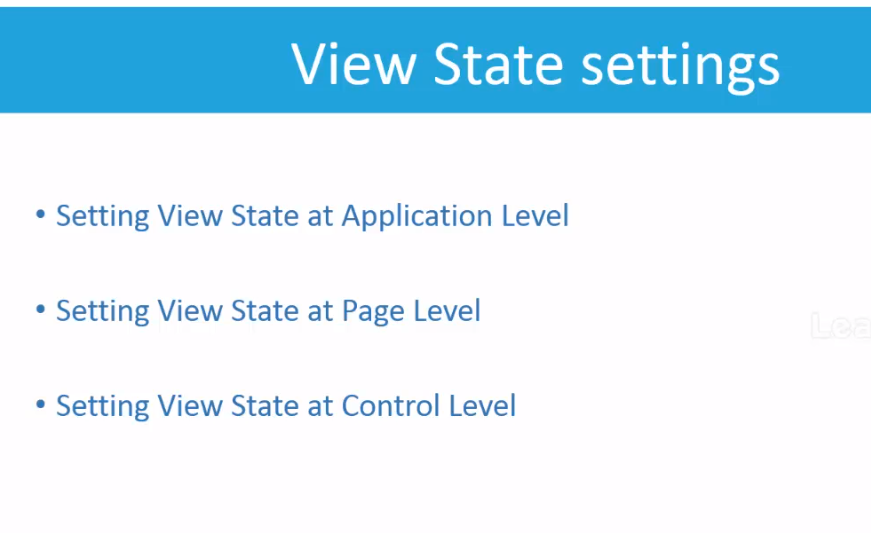 View State settings
• Setting View State at Application Level
• Setting View State at Page Level
• Setting View State at Control Level